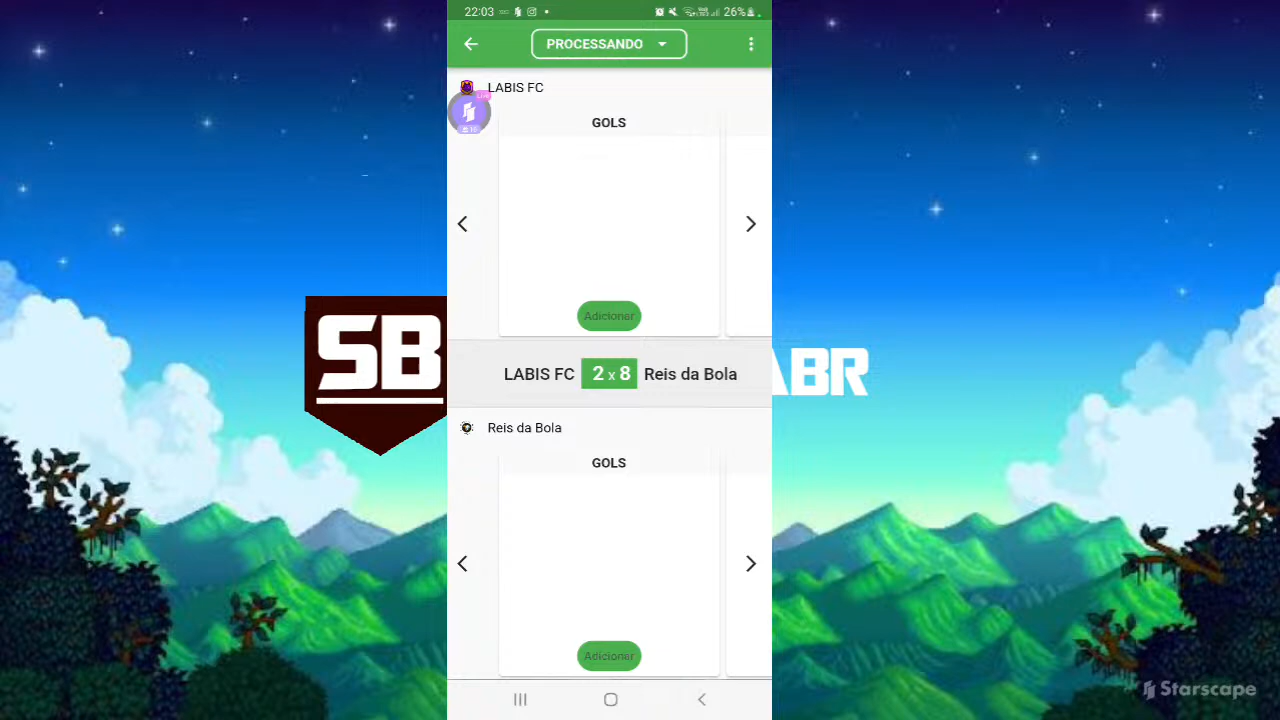 22:03
26%
PROCESSANDO
LABIS FC
Live
GOLS
Adicionar
SB
LABIS FC 2 x 8 Reis da Bola
ABR
Reis da Bola
GOLS
Adicionar
Starscape